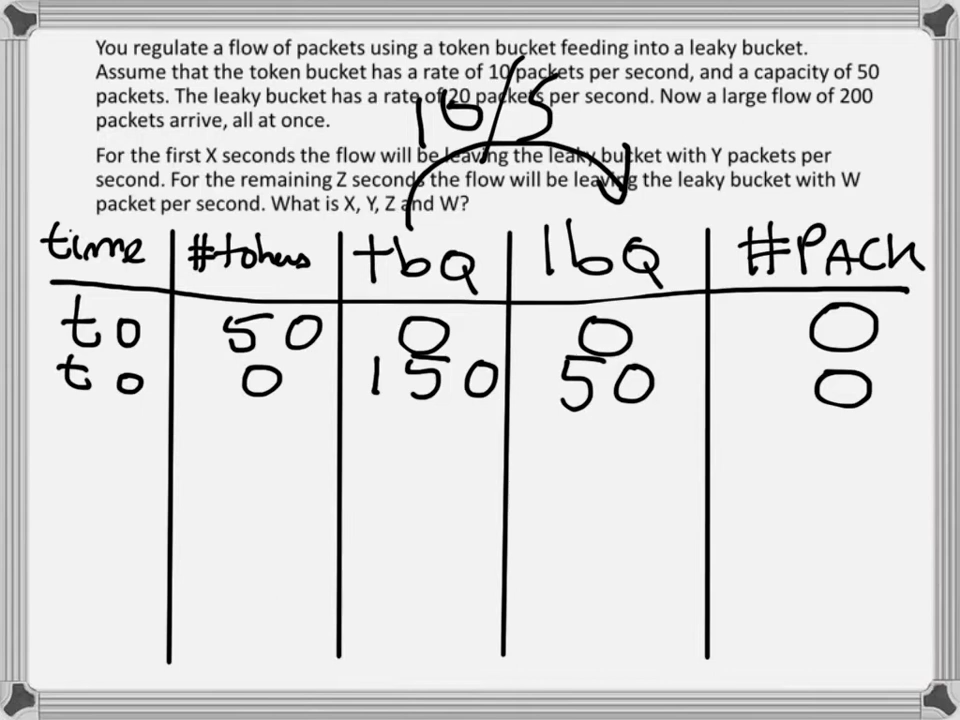 You regulate a flow of packets using a token bucket feeding into a leaky bucket.
Assume that the token bucket has a rate of 10 packets per second, and a capacity of 50
packets. The leaky bucket has a rate of 20 packets per second. Now a large flow of 200
packets arrive, all at once.
10/5
For the first X seconds the flow will be leaving the leaky bucket with Y packets per
second. For the remaining Z seconds the flow will be leaving the leaky bucket with W
packet per second. What is X, Y, Z and W?
time #tokens tbQ lbQ #PACK
t0 50 0 0 0
t0 0 150 50 0